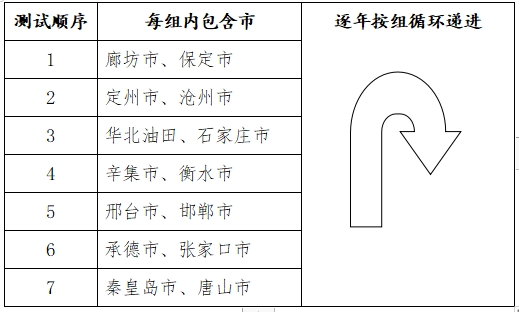 测试顺序 每组内包含市 逐年按组循环递进
1 廊坊市、保定市
2 定州市、沧州市
3 华北油田、石家庄市
4 辛集市、衡水市
5 邢台市、邯郸市
6 承德市、张家口市
7 秦皇岛市、唐山市